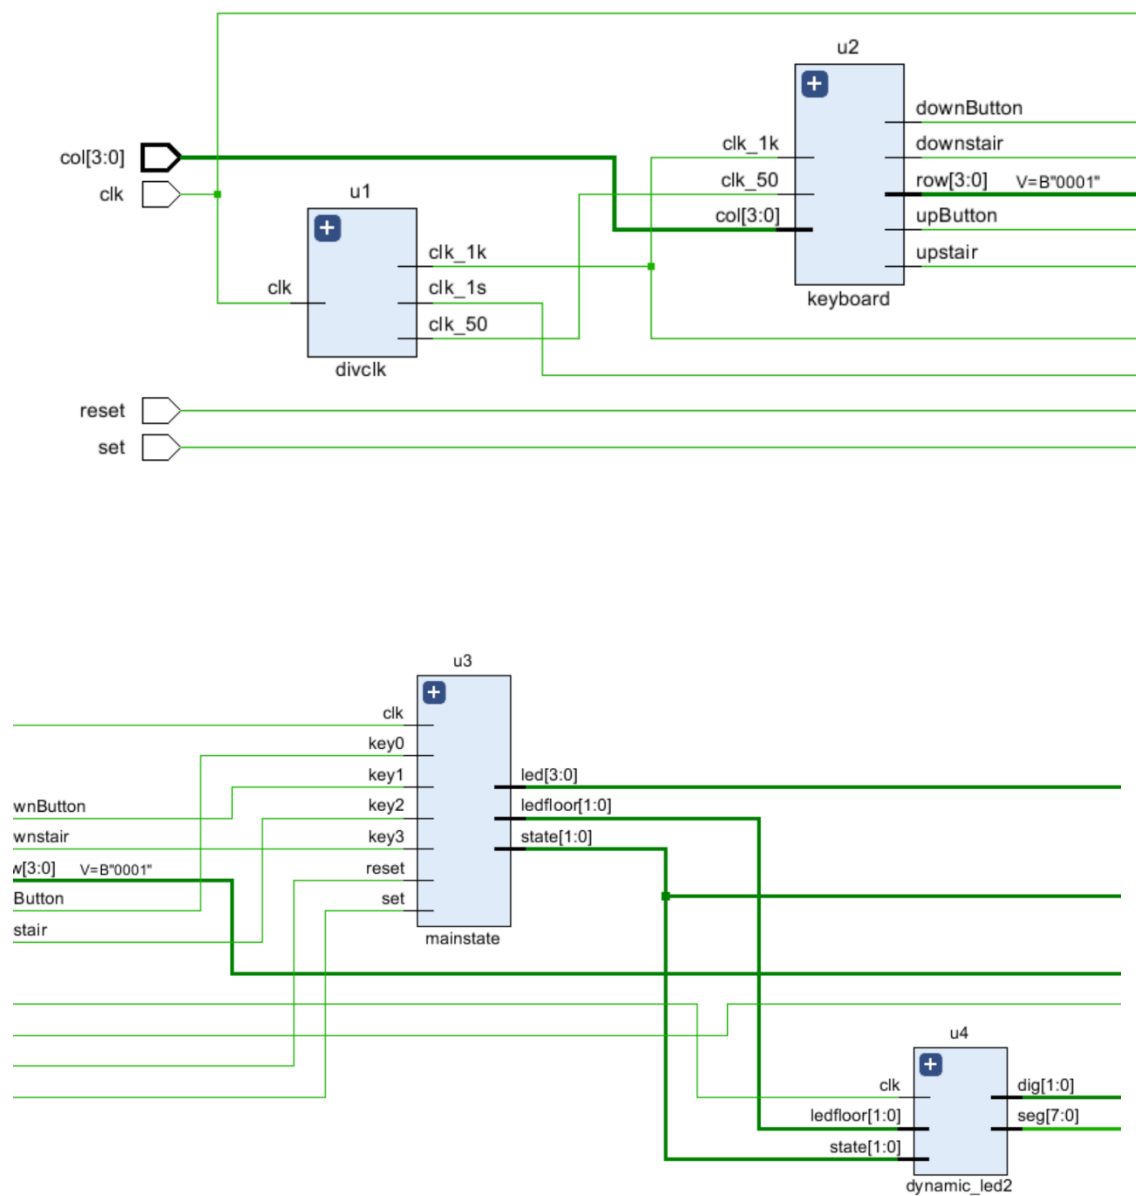 u2
downButton
col[3:0]
clk_1k
downstair
clk
u1
clk_50
row[3:0] V=B"0001"
col[3:0]
upButton
clk_1k
upstair
clk
clk_1s
keyboard
clk_50
divclk
reset
set
u3
clk
key0
key1
led[3:0]
wnButton
key2
ledfloor[1:0]
wnstair
key3
state[1:0]
w[3:0] V=B"0001"
reset
Button
set
stair
mainstate
u4
clk
dig[1:0]
ledfloor[1:0]
seg[7:0]
state[1:0]
dynamic_led2